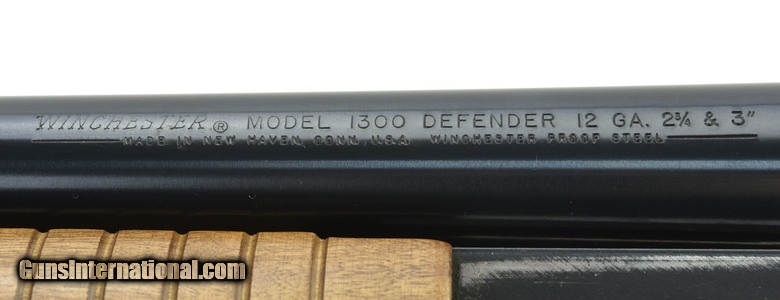 WINCHESTER® MODEL 1300 DEFENDER 12 GA. 2¾ & 3"
MADE IN NEW HAVEN, CONN. U.S.A. WINCHESTER PROOF STEEL
GunsInternational.com